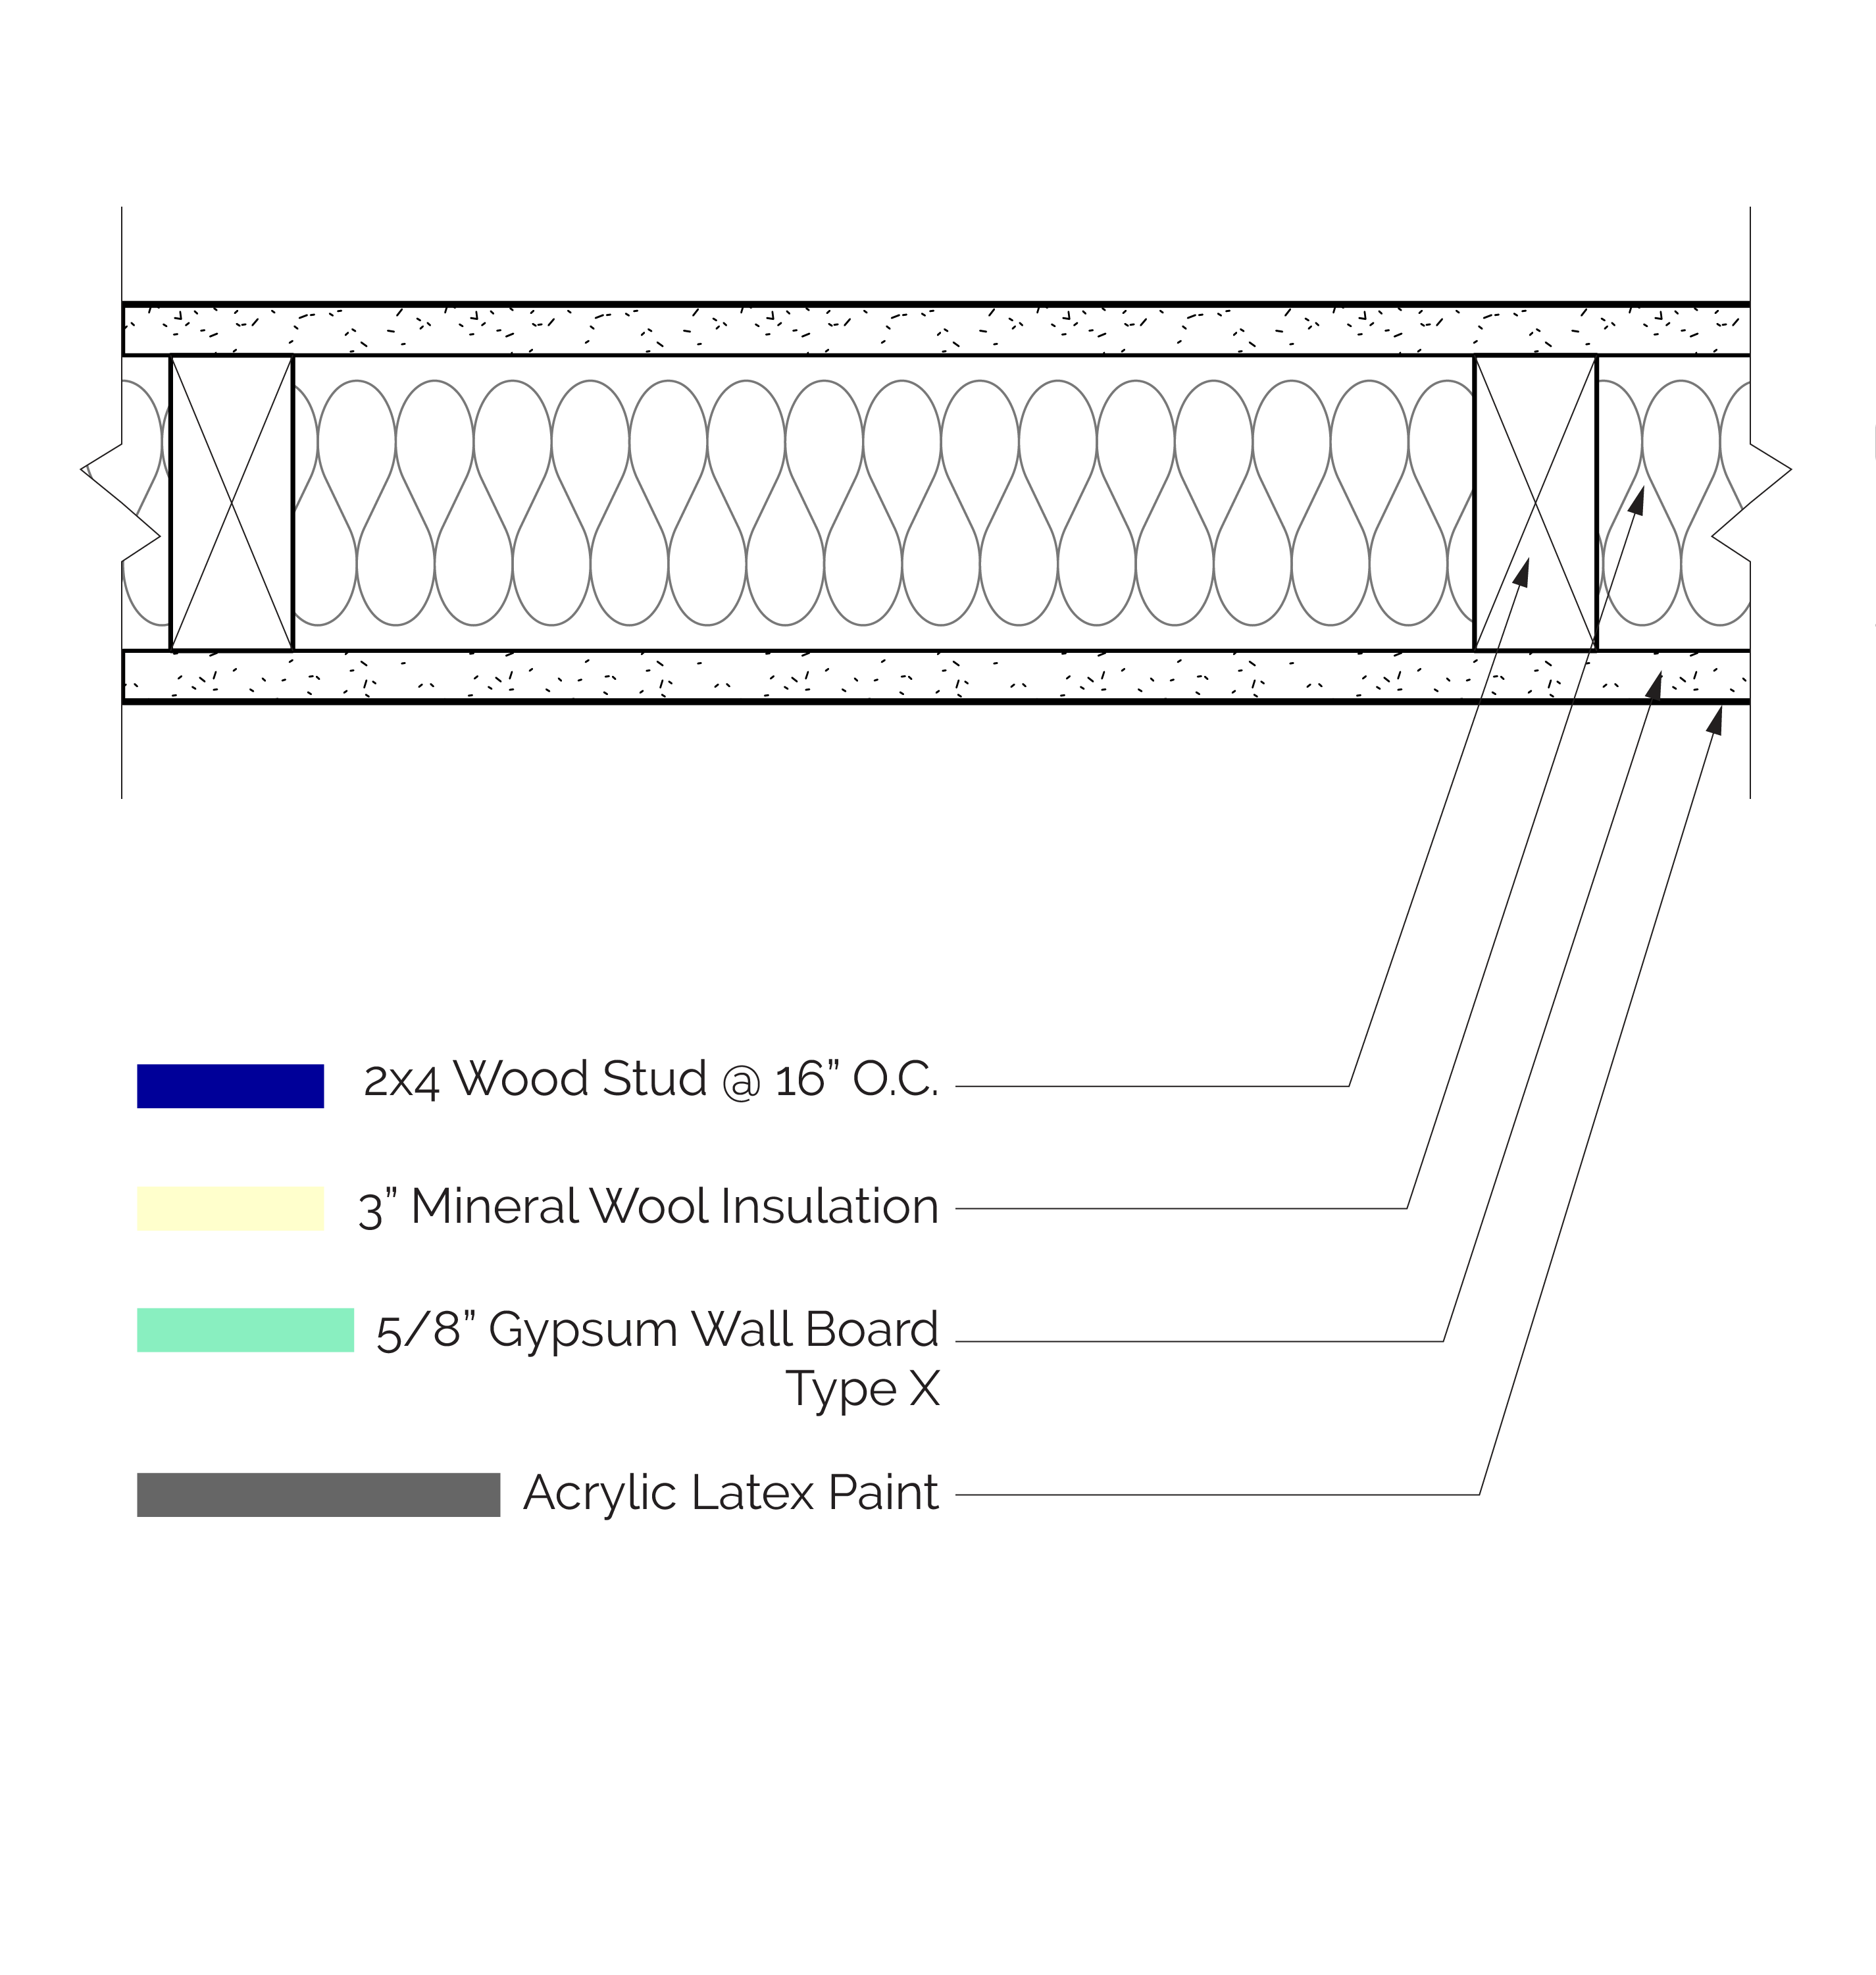 2x4 Wood Stud @ 16” O.C.
3” Mineral Wool Insulation
5/8” Gypsum Wall Board
Type X
Acrylic Latex Paint